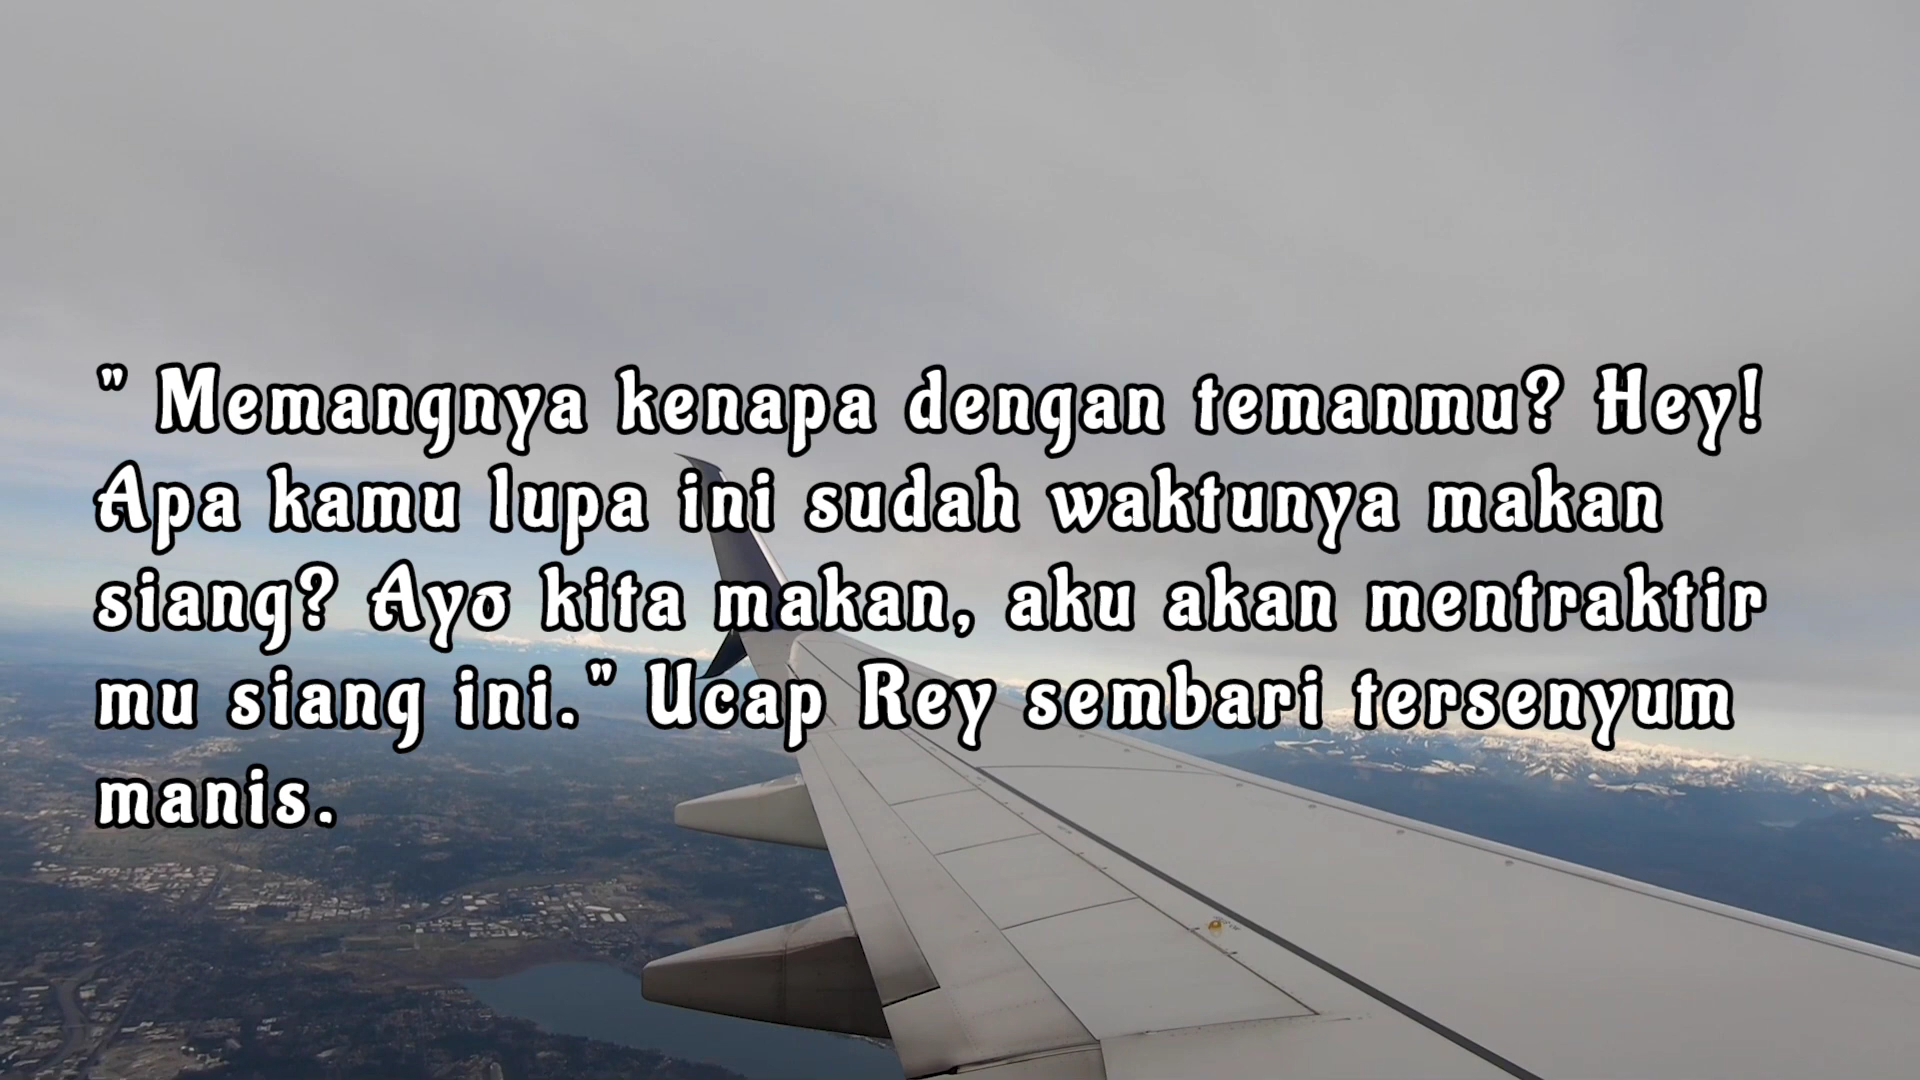 " Memangnya kenapa dengan temanmu? Hey!
Apa kamu lupa ini sudah waktunya makan
siang? Ayo kita makan, aku akan mentraktir
mu siang ini." Ucap Rey sembari tersenyum
manis.